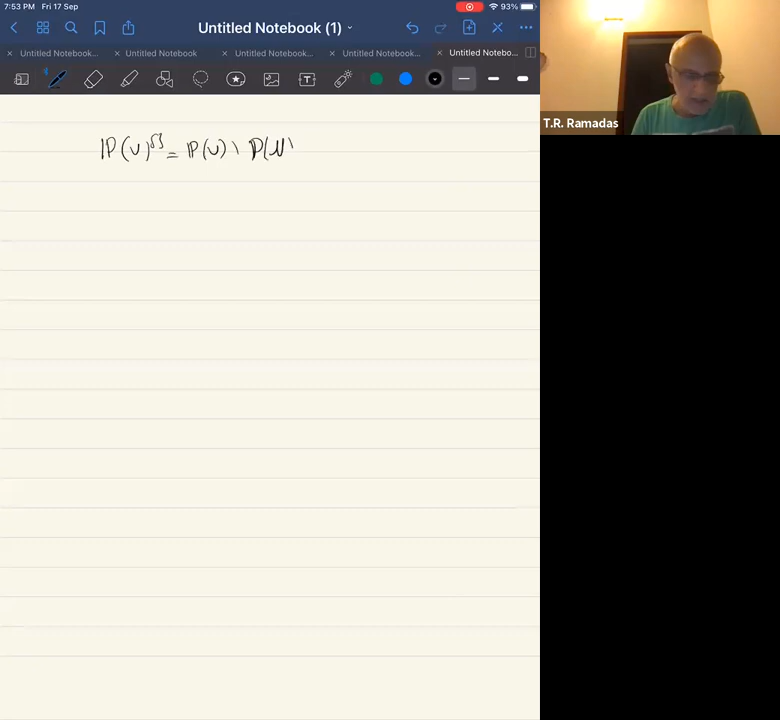 7:53 PM Fri 17 Sep
93%
Untitled Notebook (1)
Untitled Notebook... Untitled Notebook Untitled Notebook... Untitled Notebook... Untitled Notebo...
T.R. Ramadas
ℙ(V)^{ss} = ℙ(V) \ ℙ(N)